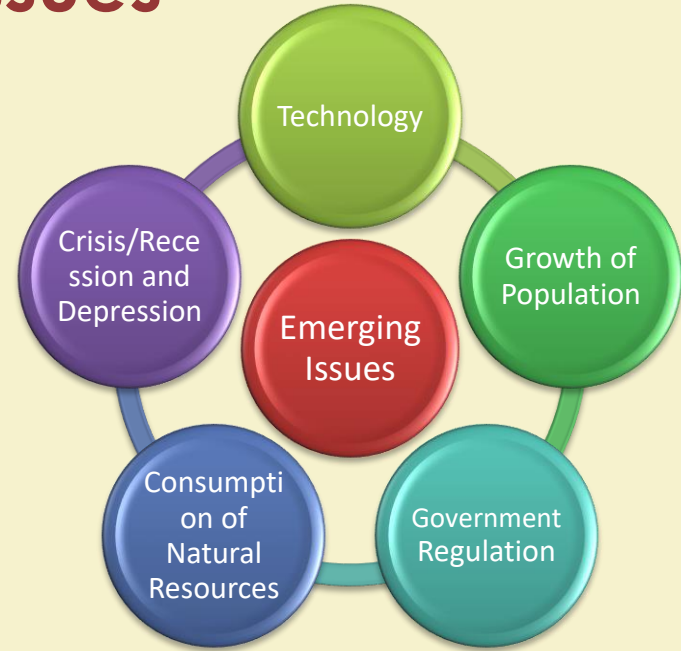 Technology
Growth of
Population
Government
Regulation
Consumpti
on of
Natural
Resources
Crisis/Rece
ssion and
Depression
Emerging
Issues